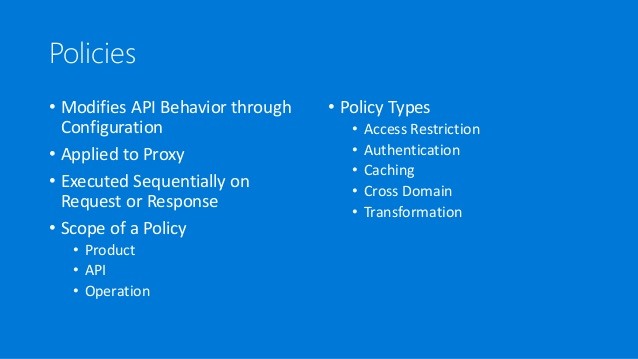 Policies
• Modifies API Behavior through
Configuration
• Applied to Proxy
• Executed Sequentially on
Request or Response
• Scope of a Policy
• Product
• API
• Operation
• Policy Types
• Access Restriction
• Authentication
• Caching
• Cross Domain
• Transformation